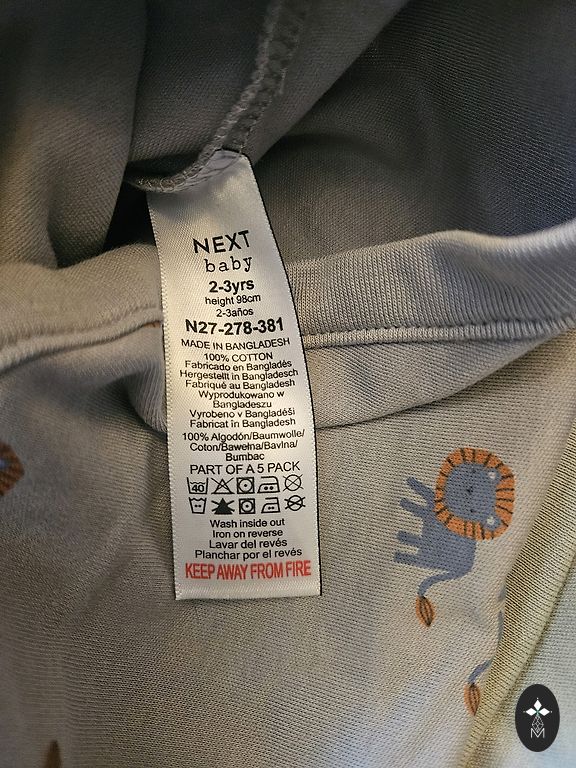 NEXT
baby
2-3yrs
height 98cm
2-3años
N27-278-381
MADE IN BANGLADESH
100% COTTON
Fabricado en Bangladés
Hergestellt in Bangladesch
Fabriqué au Bangladesh
Wyprodukowano w
Bangladeszu
Vyrobeno v Bangladéši
Fabricat în Bangladesh
100% Algodón/Baumwolle/
Coton/Bawełna/Bavlna/
Bumbac
PART OF A 5 PACK
40
Wash inside out
Iron on reverse
Lavar del revés
Planchar por el revés
KEEP AWAY FROM FIRE
M